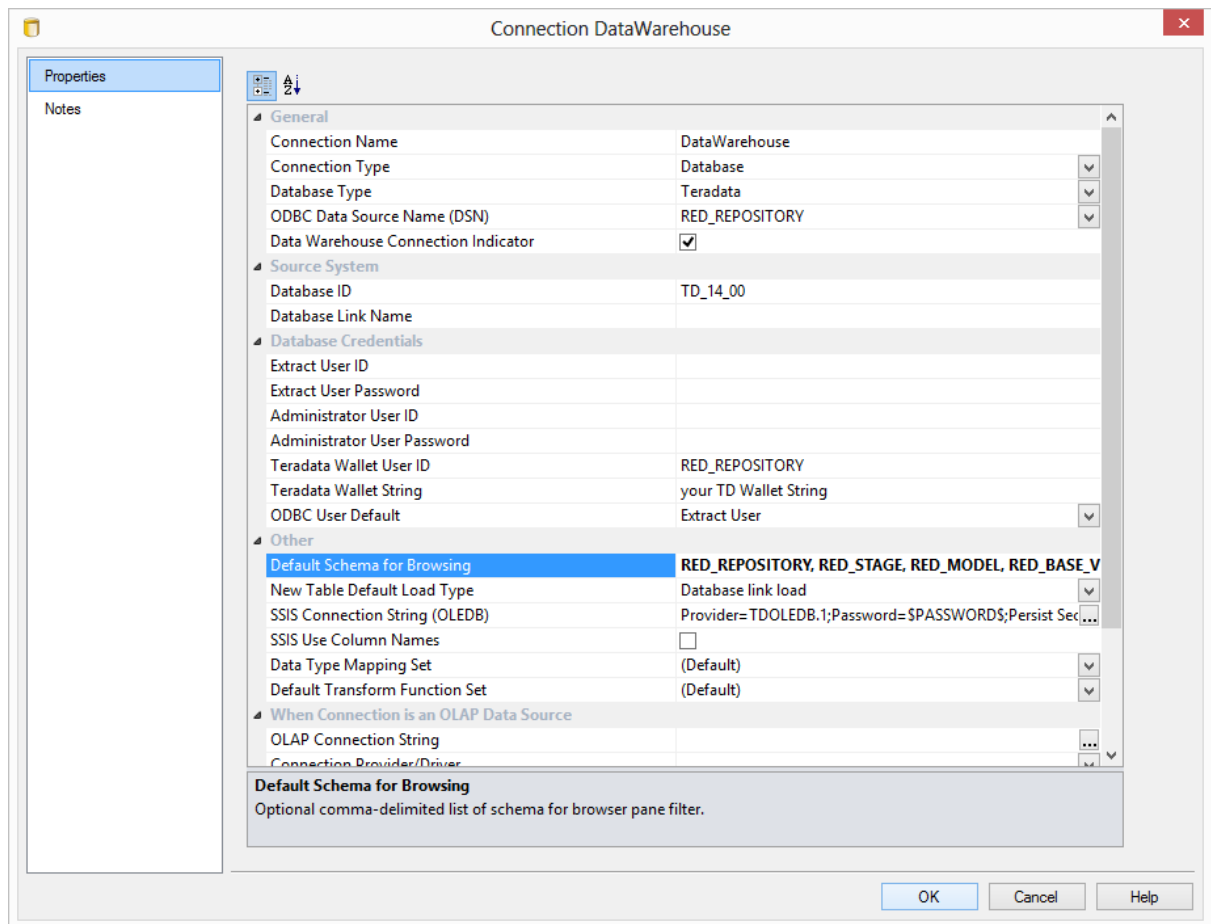 Connection DataWarehouse
Properties
Notes
General
Connection Name DataWarehouse
Connection Type Database
Database Type Teradata
ODBC Data Source Name (DSN) RED_REPOSITORY
Data Warehouse Connection Indicator
Source System
Database ID TD_14_00
Database Link Name
Database Credentials
Extract User ID
Extract User Password
Administrator User ID
Administrator User Password
Teradata Wallet User ID RED_REPOSITORY
Teradata Wallet String your TD Wallet String
ODBC User Default Extract User
Other
Default Schema for Browsing RED_REPOSITORY, RED_STAGE, RED_MODEL, RED_BASE_V
New Table Default Load Type Database link load
SSIS Connection String (OLEDB) Provider=TDOLEDB.1;Password=$PASSWORD$;Persist Sec ...
SSIS Use Column Names
Data Type Mapping Set (Default)
Default Transform Function Set (Default)
When Connection is an OLAP Data Source
OLAP Connection String ...
Connection Provider/Driver
Default Schema for Browsing
Optional comma-delimited list of schema for browser pane filter.
OK Cancel Help